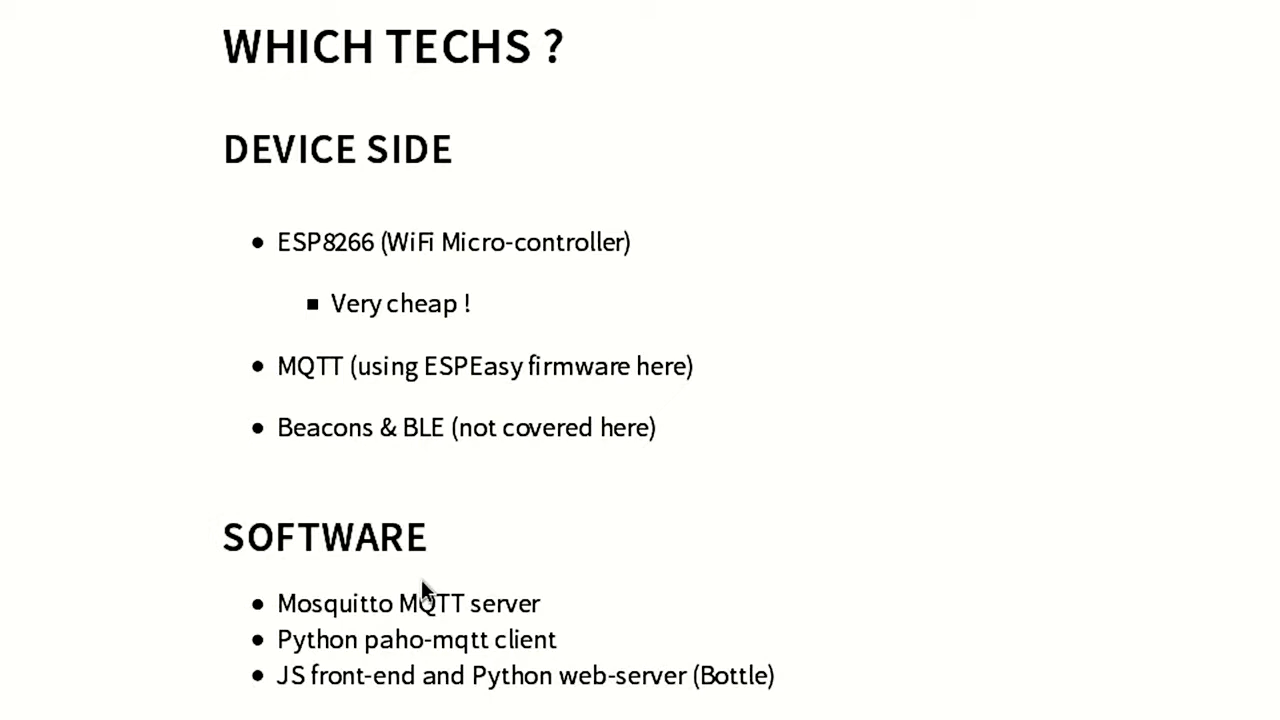 WHICH TECHS ?
DEVICE SIDE
ESP8266 (WiFi Micro-controller)
Very cheap !
MQTT (using ESPEasy firmware here)
Beacons & BLE (not covered here)
SOFTWARE
Mosquitto MQTT server
Python paho-mqtt client
JS front-end and Python web-server (Bottle)